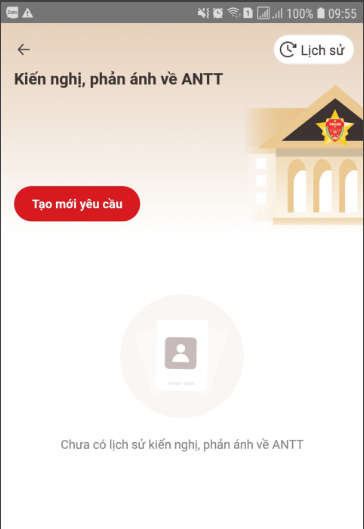 100% 09:55
Lịch sử
Kiến nghị, phản ánh về ANTT
Tạo mới yêu cầu
Chưa có lịch sử kiến nghị, phản ánh về ANTT